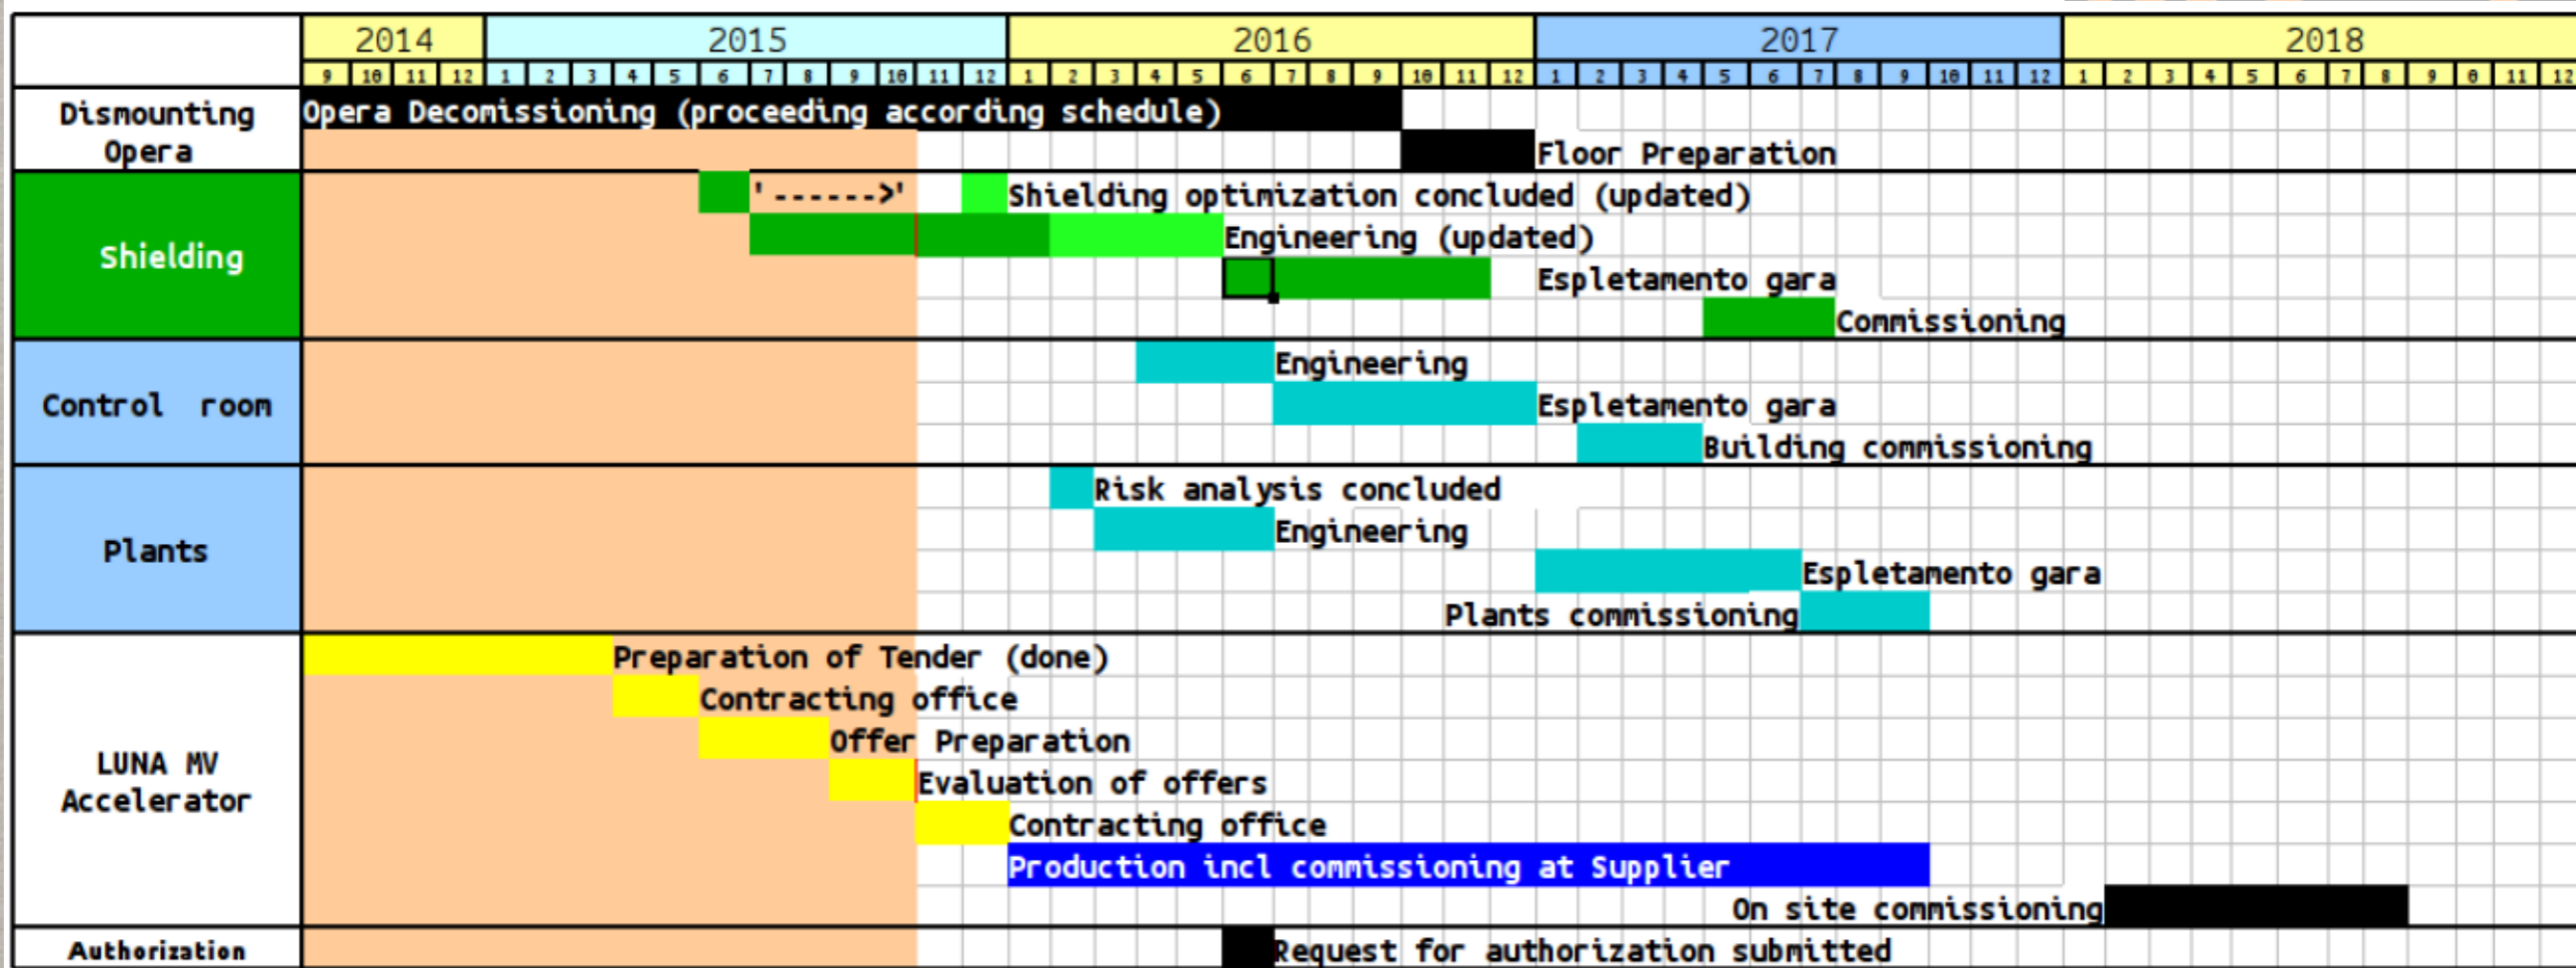 2014 2015 2016 2017 2018
9 10 11 12 1 2 3 4 5 6 7 8 9 10 11 12 1 2 3 4 5 6 7 8 9 10 11 12 1 2 3 4 5 6 7 8 9 10 11 12 1 2 3 4 5 6 7 8 9 0 11 12
Dismounting
Opera
Opera Decomissioning (proceeding according schedule)
Floor Preparation
Shielding
'------>' Shielding optimization concluded (updated)
Engineering (updated)
Espletamento gara
Commissioning
Control room
Engineering
Espletamento gara
Building commissioning
Plants
Risk analysis concluded
Engineering
Espletamento gara
Plants commissioning
LUNA MV
Accelerator
Preparation of Tender (done)
Contracting office
Offer Preparation
Evaluation of offers
Contracting office
Production incl commissioning at Supplier
On site commissioning
Authorization
Request for authorization submitted